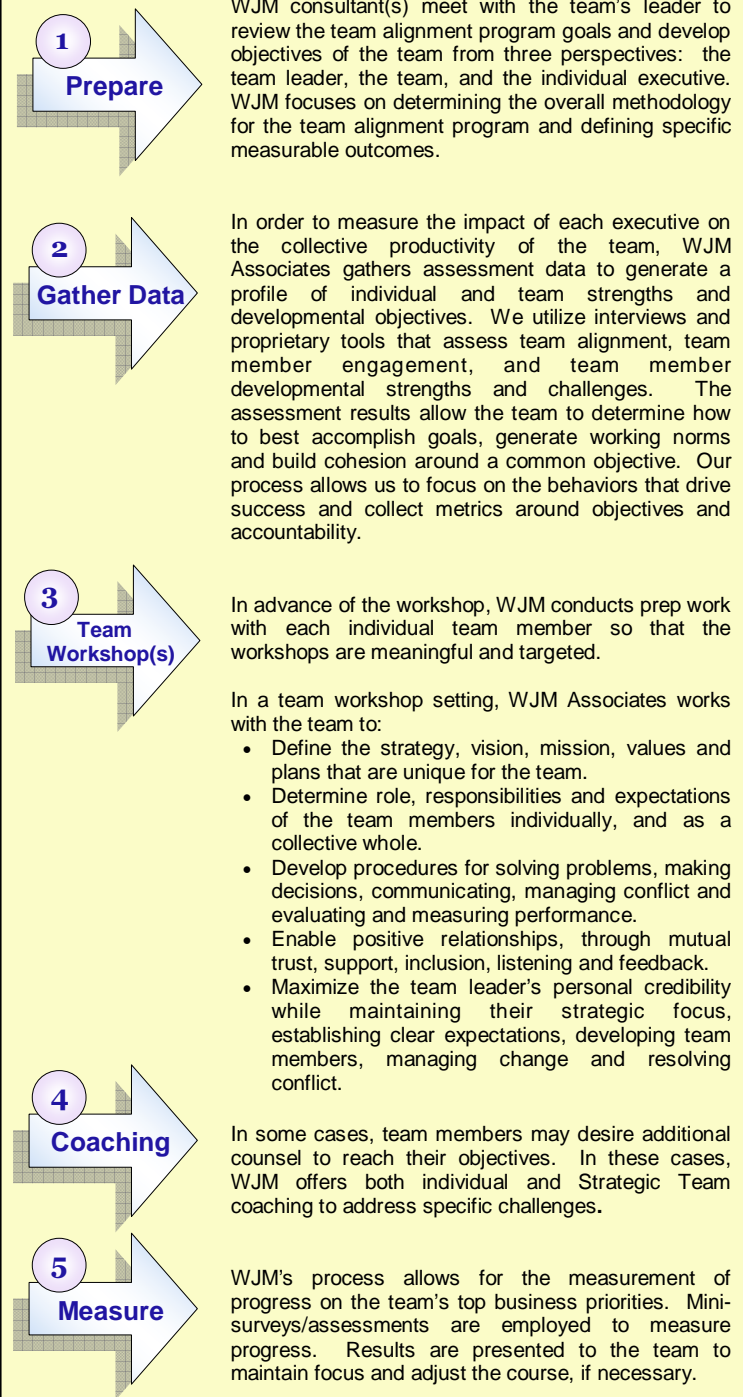 WJM consultant(s) meet with the team's leader to
1
Prepare
review the team alignment program goals and develop
objectives of the team from three perspectives: the
team leader, the team, and the individual executive.
WJM focuses on determining the overall methodology
for the team alignment program and defining specific
measurable outcomes.
2
Gather Data
In order to measure the impact of each executive on
the collective productivity of the team, WJM
Associates gathers assessment data to generate a
profile of individual and team strengths and
developmental objectives. We utilize interviews and
proprietary tools that assess team alignment, team
member engagement, and team member
developmental strengths and challenges. The
assessment results allow the team to determine how
to best accomplish goals, generate working norms
and build cohesion around a common objective. Our
process allows us to focus on the behaviors that drive
success and collect metrics around objectives and
accountability.
3
Team
Workshop(s)
In advance of the workshop, WJM conducts prep work
with each individual team member so that the
workshops are meaningful and targeted.
In a team workshop setting, WJM Associates works
with the team to:
• Define the strategy, vision, mission, values and
plans that are unique for the team.
• Determine role, responsibilities and expectations
of the team members individually, and as a
collective whole.
• Develop procedures for solving problems, making
decisions, communicating, managing conflict and
evaluating and measuring performance.
• Enable positive relationships, through mutual
trust, support, inclusion, listening and feedback.
• Maximize the team leader's personal credibility
while maintaining their strategic focus,
establishing clear expectations, developing team
members, managing change and resolving
conflict.
4
Coaching
In some cases, team members may desire additional
counsel to reach their objectives. In these cases,
WJM offers both individual and Strategic Team
coaching to address specific challenges.
5
Measure
WJM's process allows for the measurement of
progress on the team's top business priorities. Mini-
surveys/assessments are employed to measure
progress. Results are presented to the team to
maintain focus and adjust the course, if necessary.